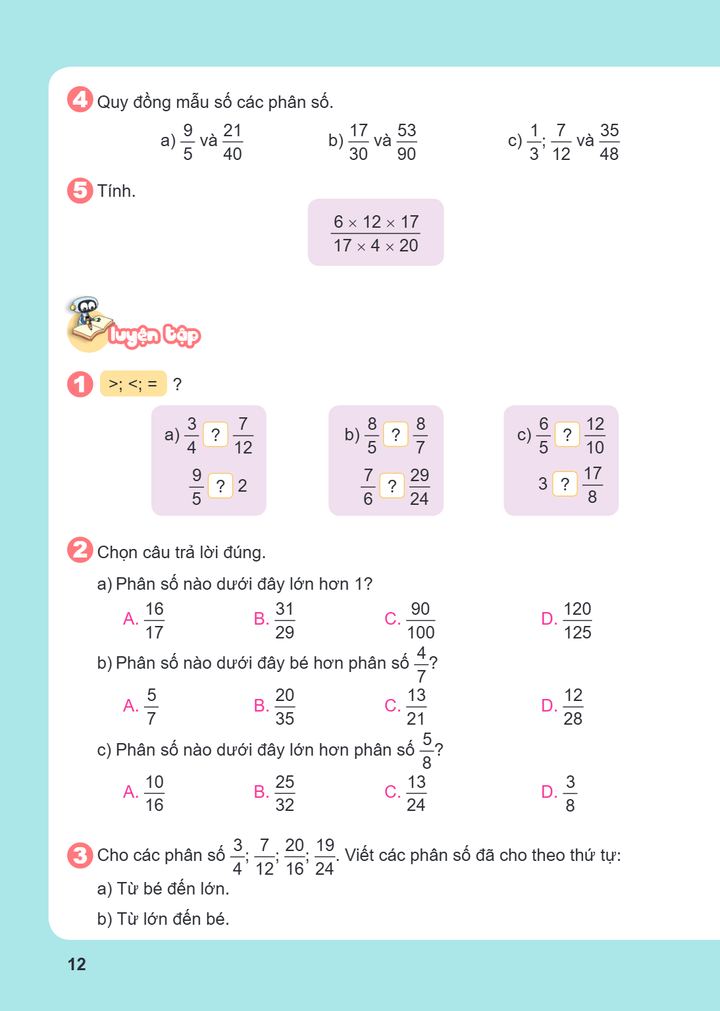 4 Quy đồng mẫu số các phân số.
a) 9/5 và 21/40 b) 17/30 và 53/90 c) 1/3; 7/12 và 35/48
5 Tính.
6 × 12 × 17
17 × 4 × 20
luyện tập
1 >; <; = ?
a) 3/4 ? 7/12 b) 8/5 ? 8/7 c) 6/5 ? 12/10
9/5 ? 2 7/6 ? 29/24 3 ? 17/8
2 Chọn câu trả lời đúng.
a) Phân số nào dưới đây lớn hơn 1?
A. 16/17 B. 31/29 C. 90/100 D. 120/125
b) Phân số nào dưới đây bé hơn phân số 4/7?
A. 5/7 B. 20/35 C. 13/21 D. 12/28
c) Phân số nào dưới đây lớn hơn phân số 5/8?
A. 10/16 B. 25/32 C. 13/24 D. 3/8
3 Cho các phân số 3/4; 7/12; 20/16; 19/24. Viết các phân số đã cho theo thứ tự:
a) Từ bé đến lớn.
b) Từ lớn đến bé.
12